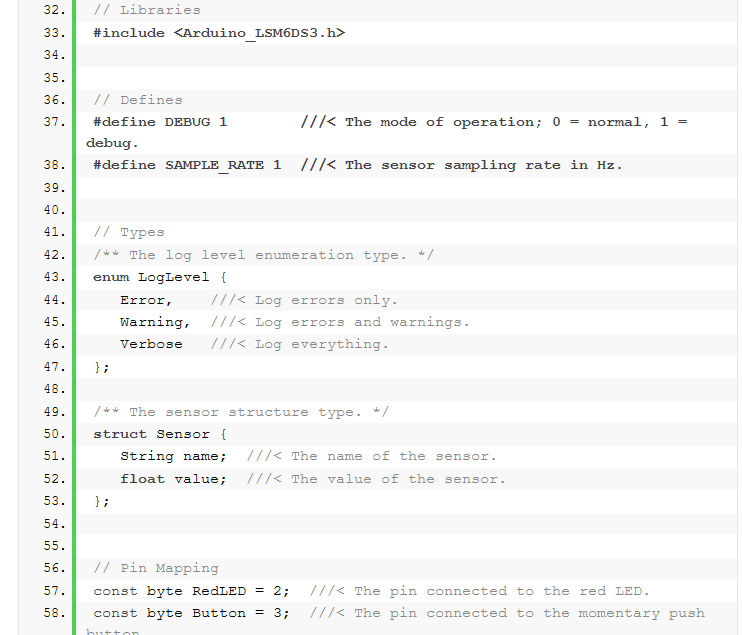 32. // Libraries
33. #include <Arduino_LSM6DS3.h>
34.
35.
36. // Defines
37. #define DEBUG 1        ///< The mode of operation; 0 = normal, 1 =
debug.
38. #define SAMPLE_RATE 1  ///< The sensor sampling rate in Hz.
39.
40.
41. // Types
42. /** The log level enumeration type. */
43. enum LogLevel {
44.    Error,    ///< Log errors only.
45.    Warning,  ///< Log errors and warnings.
46.    Verbose   ///< Log everything.
47. };
48.
49. /** The sensor structure type. */
50. struct Sensor {
51.    String name;  ///< The name of the sensor.
52.    float value;  ///< The value of the sensor.
53. };
54.
55.
56. // Pin Mapping
57. const byte RedLED = 2;  ///< The pin connected to the red LED.
58. const byte Button = 3;  ///< The pin connected to the momentary push
button